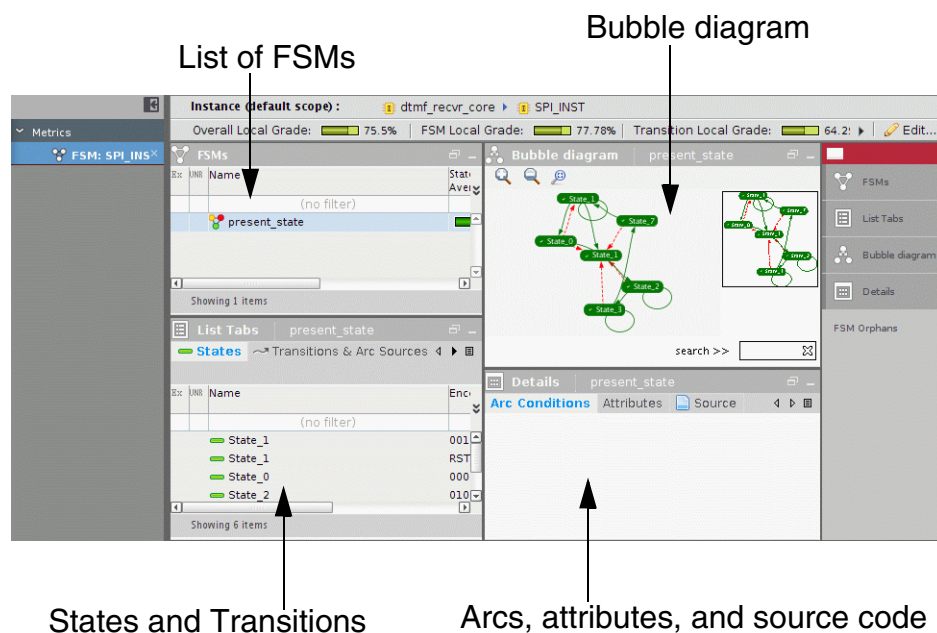 Bubble diagram
List of FSMs
Instance (default scope) : dtmf_recvr_core SPI_INST
Metrics
Overall Local Grade: 75.5% FSM Local Grade: 77.78% Transition Local Grade: 64.2 Edit...
FSM: SPI_INS
FSMs
Ex UNR Name
(no filter)
present_state
Showing 1 items
Bubble diagram present_state
State_1
State_7
State_0
State_1
State_2
State_3
search >>
FSMs
List Tabs
Bubble diagram
Details
FSM Orphans
List Tabs present_state
States Transitions & Arc Sources
Ex UNR Name Enc
(no filter)
State_1 001
State_1 RST
State_0 000
State_2 010
Showing 6 items
Details present_state
Arc Conditions Attributes Source
States and Transitions
Arcs, attributes, and source code